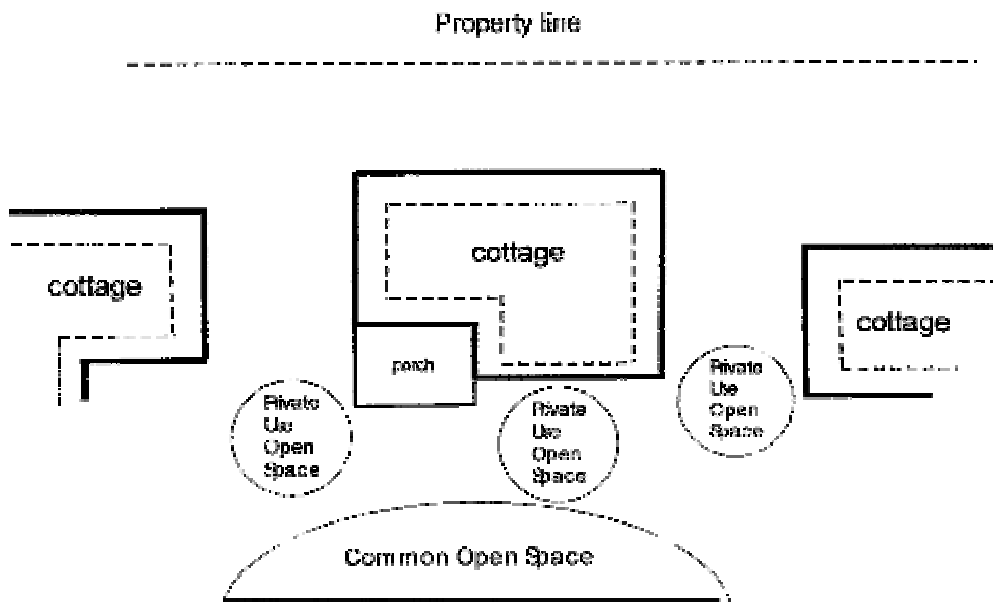 Property line
cottage
cottage
cottage
porch
Private
Use
Open
Space
Private
Use
Open
Space
Private
Use
Open
Space
Common Open Space